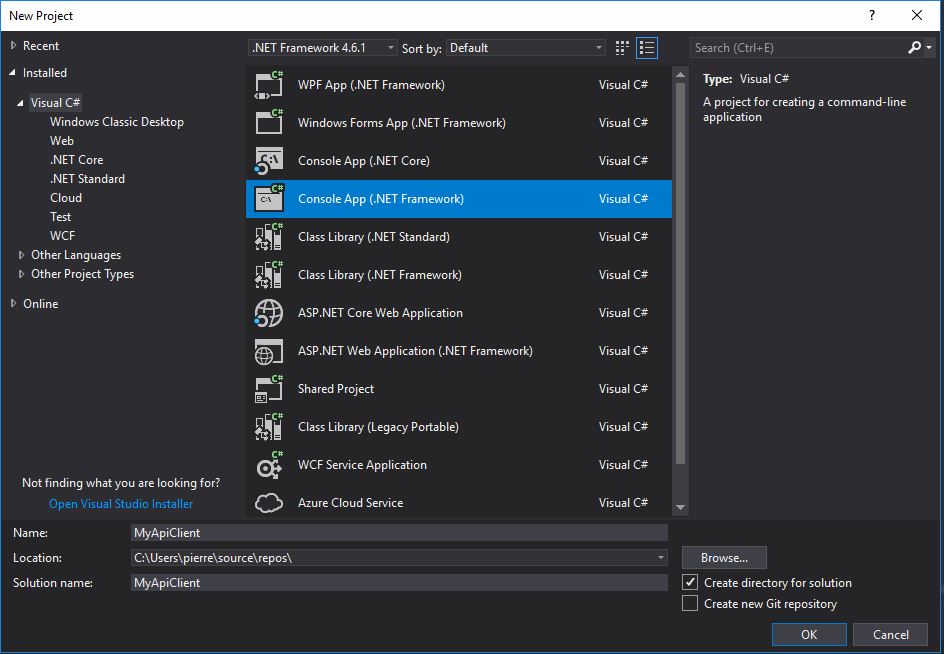 New Project
?
Recent
Installed
Visual C#
Windows Classic Desktop
Web
.NET Core
.NET Standard
Cloud
Test
WCF
Other Languages
Other Project Types
Online
Not finding what you are looking for?
Open Visual Studio Installer
.NET Framework 4.6.1 Sort by: Default
WPF App (.NET Framework) Visual C#
Windows Forms App (.NET Framework) Visual C#
Console App (.NET Core) Visual C#
Console App (.NET Framework) Visual C#
Class Library (.NET Standard) Visual C#
Class Library (.NET Framework) Visual C#
ASP.NET Core Web Application Visual C#
ASP.NET Web Application (.NET Framework) Visual C#
Shared Project Visual C#
Class Library (Legacy Portable) Visual C#
WCF Service Application Visual C#
Azure Cloud Service Visual C#
Search (Ctrl+E)
Type: Visual C#
A project for creating a command-line
application
Name: MyApiClient
Location: C:\Users\pierre\source\repos\
Browse...
Solution name: MyApiClient
Create directory for solution
Create new Git repository
OK Cancel